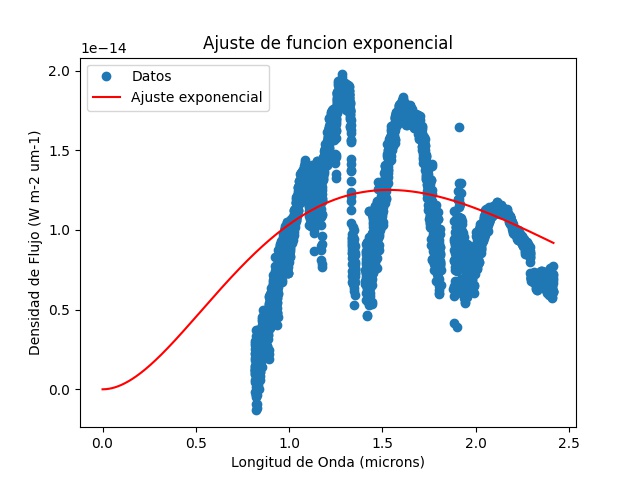 Ajuste de funcion exponencial
1e−14
Datos
Ajuste exponencial
2.0
1.5
1.0
0.5
0.0
Densidad de Flujo (W m-2 um-1)
0.0 0.5 1.0 1.5 2.0 2.5
Longitud de Onda (microns)